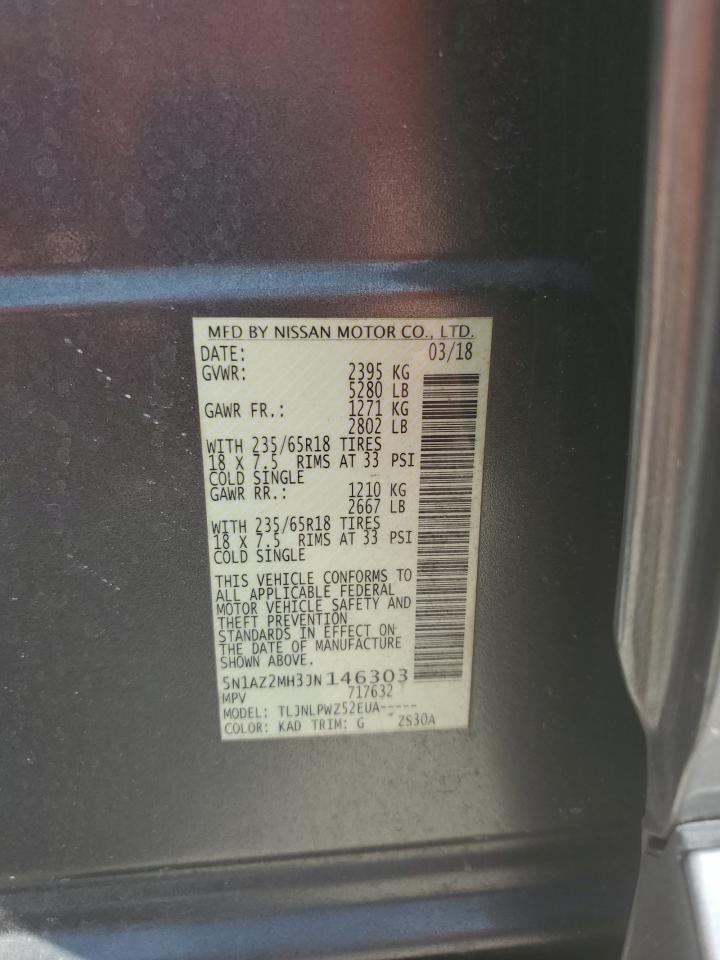 MFD BY NISSAN MOTOR CO., LTD.
DATE: 03/18
GVWR: 2395 KG
5280 LB
GAWR FR.: 1271 KG
2802 LB
WITH 235/65R18 TIRES
18 X 7.5 RIMS AT 33 PSI
COLD SINGLE
GAWR RR.: 1210 KG
2667 LB
WITH 235/65R18 TIRES
18 X 7.5 RIMS AT 33 PSI
COLD SINGLE
THIS VEHICLE CONFORMS TO
ALL APPLICABLE FEDERAL
MOTOR VEHICLE SAFETY AND
THEFT PREVENTION
STANDARDS IN EFFECT ON
THE DATE OF MANUFACTURE
SHOWN ABOVE.
5N1AZ2MH3JN146303
MPV 717632
MODEL: TLJNLPWZ52EUA-----
COLOR: KAD TRIM: G ZS30A